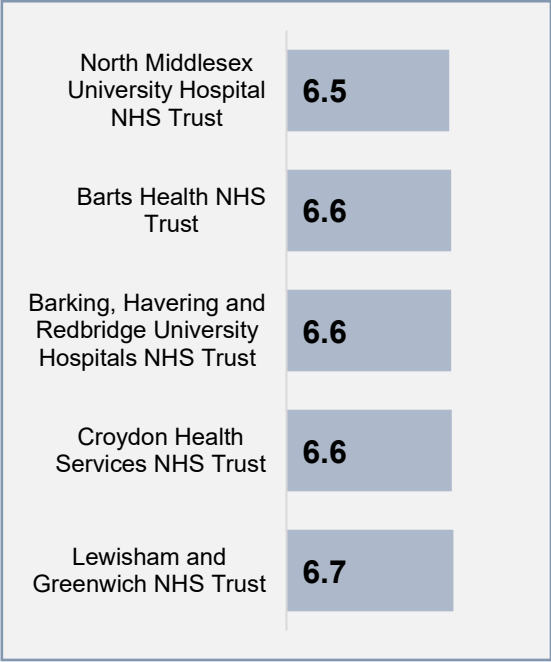 North Middlesex
University Hospital
NHS Trust
6.5
Barts Health NHS
Trust
6.6
Barking, Havering and
Redbridge University
Hospitals NHS Trust
6.6
Croydon Health
Services NHS Trust
6.6
Lewisham and
Greenwich NHS Trust
6.7